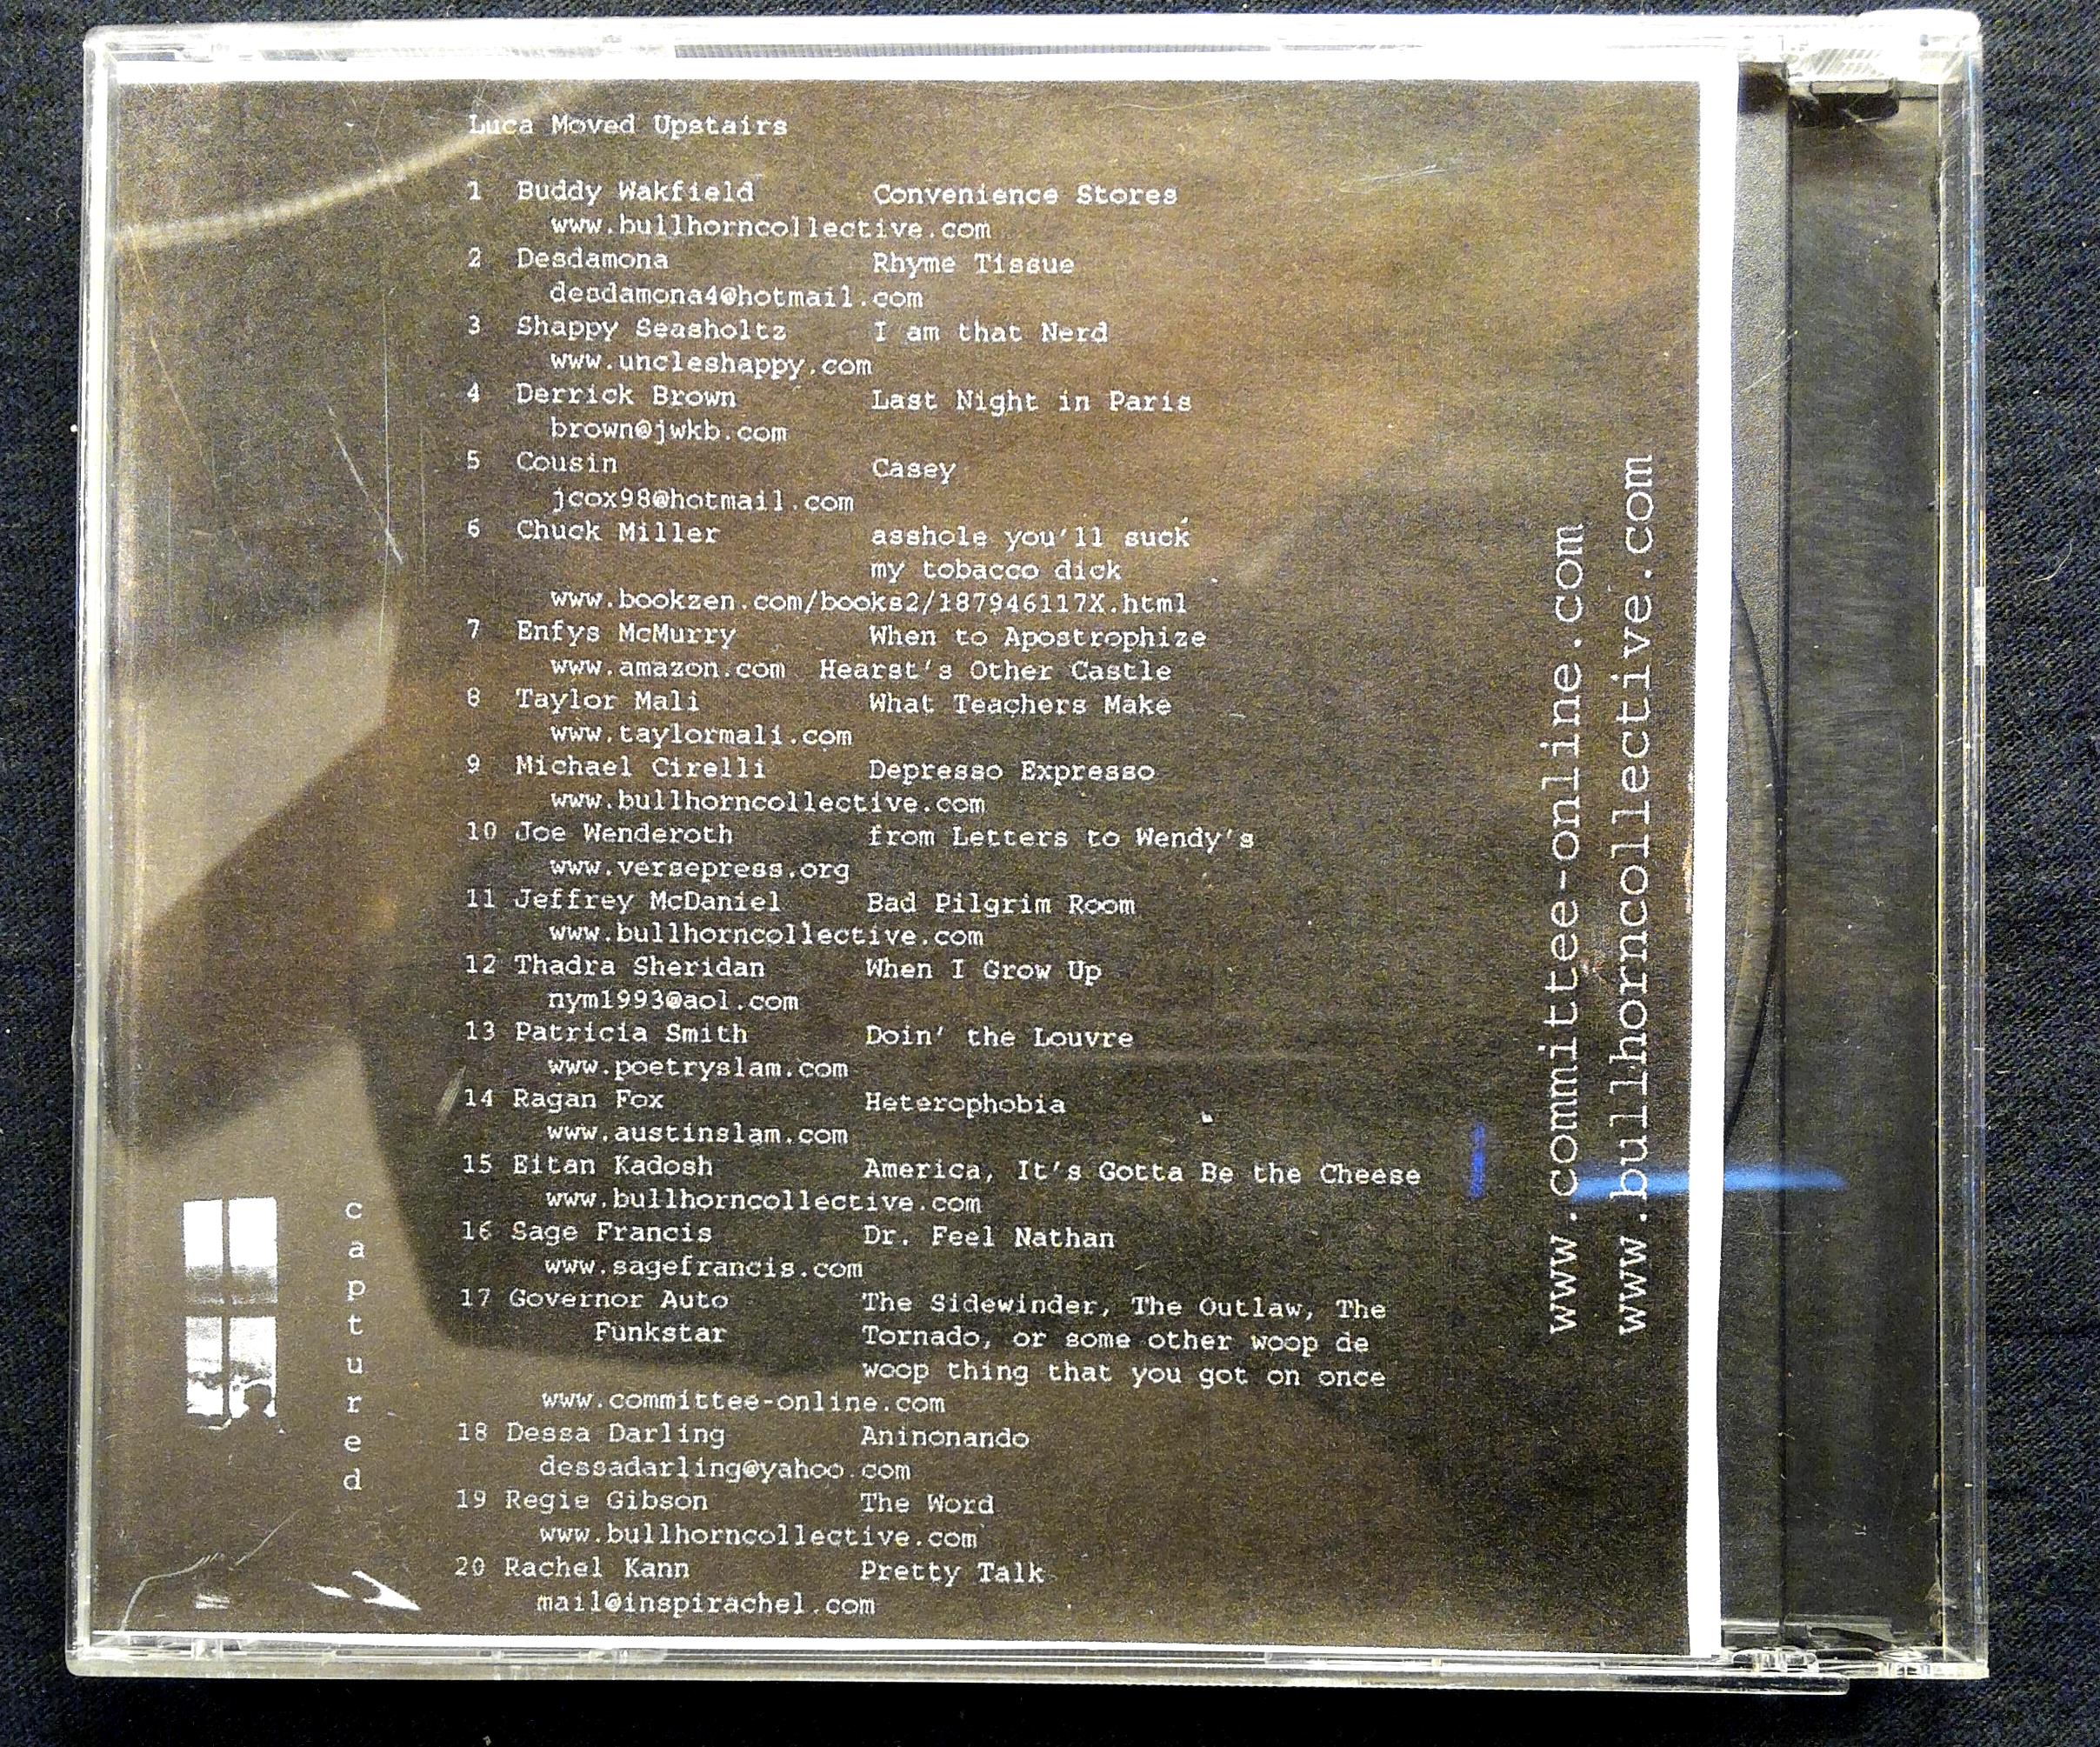 Luca Moved Upstairs
1 Buddy Wakfield Convenience Stores
www.bullhorncollective.com
2 Desdamona Rhyme Tissue
desdamona4@hotmail.com
3 Shappy Seasholtz I am that Nerd
www.uncleshappy.com
4 Derrick Brown Last Night in Paris
brown@jwkb.com
5 Cousin Casey
jcox98@hotmail.com
6 Chuck Miller asshole you'll suck
my tobacco dick
www.bookzen.com/books2/187946117X.html
7 Enfys McMurry When to Apostrophize
www.amazon.com Hearst's Other Castle
8 Taylor Mali What Teachers Make
www.taylormali.com
9 Michael Cirelli Depresso Expresso
www.bullhorncollective.com
10 Joe Wenderoth from Letters to Wendy's
www.versepress.org
11 Jeffrey McDaniel Bad Pilgrim Room
www.bullhorncollective.com
12 Thadra Sheridan When I Grow Up
nym1993@aol.com
13 Patricia Smith Doin' the Louvre
www.poetryslam.com
14 Ragan Fox Heterophobia
www.austinslam.com
15 Eitan Kadosh America, It's Gotta Be the Cheese
www.bullhorncollective.com
16 Sage Francis Dr. Feel Nathan
www.sagefrancis.com
17 Governor Auto The Sidewinder, The Outlaw, The
Funkstar Tornado, or some other woop de
woop thing that you got on once
www.committee-online.com
18 Dessa Darling Aninonando
dessadarling@yahoo.com
19 Regie Gibson The Word
www.bullhorncollective.com
20 Rachel Kann Pretty Talk
mail@inspirachel.com
captured
www.committee-online.com
www.bullhorncollective.com